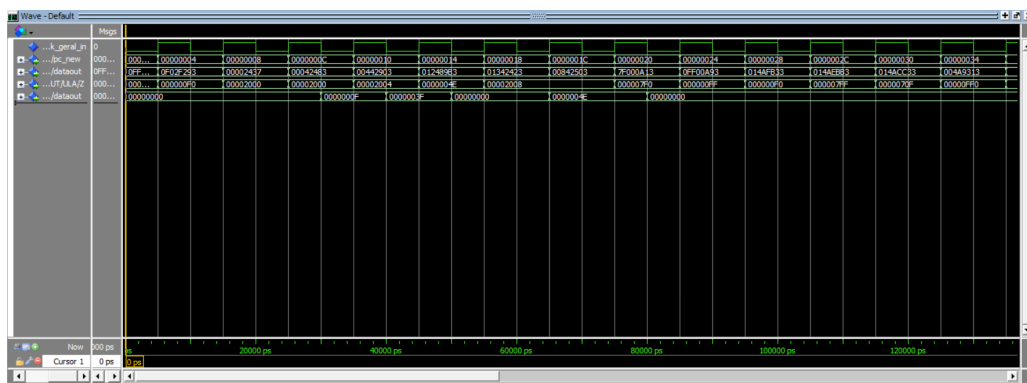 Wave - Default
Msgs
...k_geral_in 0
.../pc_new 000... 000... 00000004 00000008 0000000C 00000010 00000014 00000018 0000001C 00000020 00000024 00000028 0000002C 00000030 00000034
.../dataout 0FF... 0FF... 0F02F293 00002437 00042483 00442903 012489B3 01342423 00842503 7F000A13 0FF00A93 014AFB33 014AEBB3 014ACC33 004A9313
...UT/ULA/Z 000... 000... 000000F0 00002000 00002000 00002004 0000004E 00002008 000007F0 000000FF 000000F0 000007FF 0000070F 00000FF0
.../dataout 000... 00000000 0000000F 0000003F 00000000 0000004E 00000000
Now 000 ps ps 20000 ps 40000 ps 60000 ps 80000 ps 100000 ps 120000 ps
Cursor 1 0 ps 0 ps